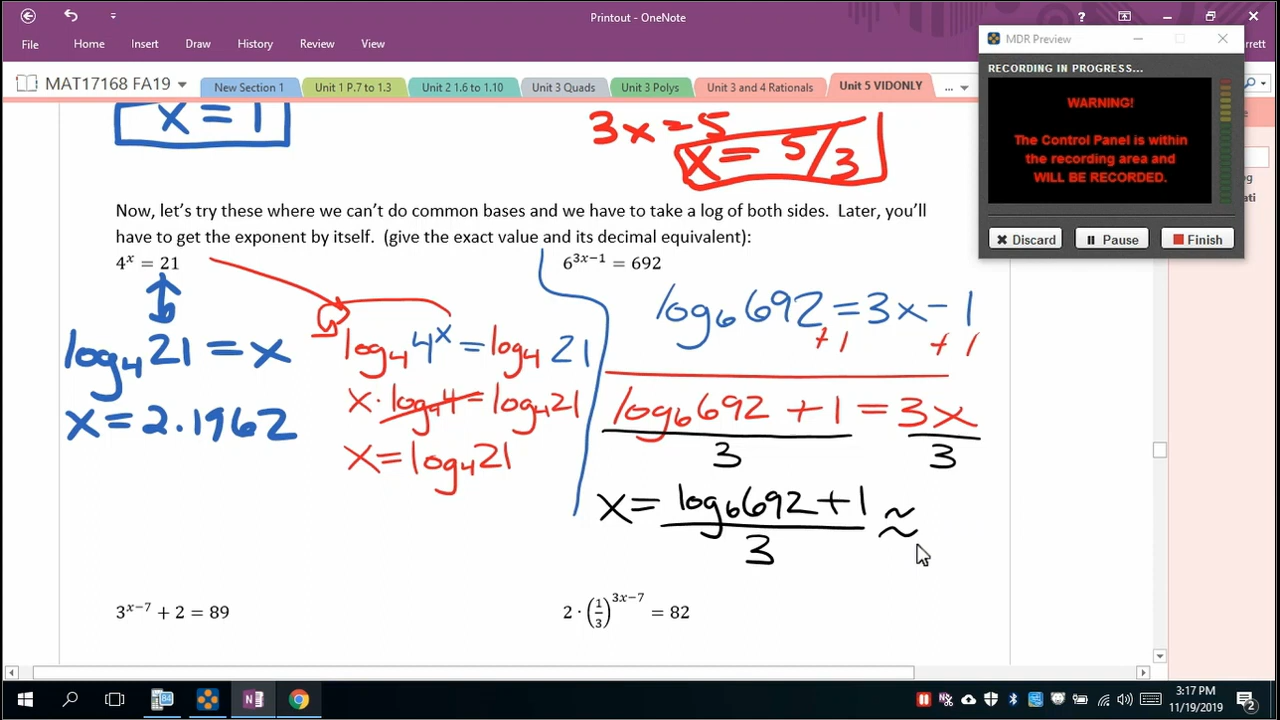 Printout - OneNote
File Home Insert Draw History Review View
rrett
MAT17168 FA19
New Section 1
Unit 1 P.7 to 1.3
Unit 2 1.6 to 1.10
Unit 3 Quads
Unit 3 Polys
Unit 3 and 4 Rationals
Unit 5 VIDONLY
...
MDR Preview
RECORDING IN PROGRESS...
WARNING!
The Control Panel is within
the recording area and
WILL BE RECORDED.
Discard
Pause
Finish
x = 1
3x = 5
x = 5/3
Now, let's try these where we can't do common bases and we have to take a log of both sides. Later, you'll
have to get the exponent by itself. (give the exact value and its decimal equivalent):
4^x = 21
log₄21 = x
x = 2.1962
log₄4^x = log₄21
x · log₄4 = log₄21
x = log₄21
6^(3x−1) = 692
log₆692 = 3x − 1
+1 +1
log₆692 + 1 = 3x
3 3
x = log₆692 + 1 ≈
3
3^(x−7) + 2 = 89
2 · (1/3)^(3x−7) = 82
3:17 PM
11/19/2019
2